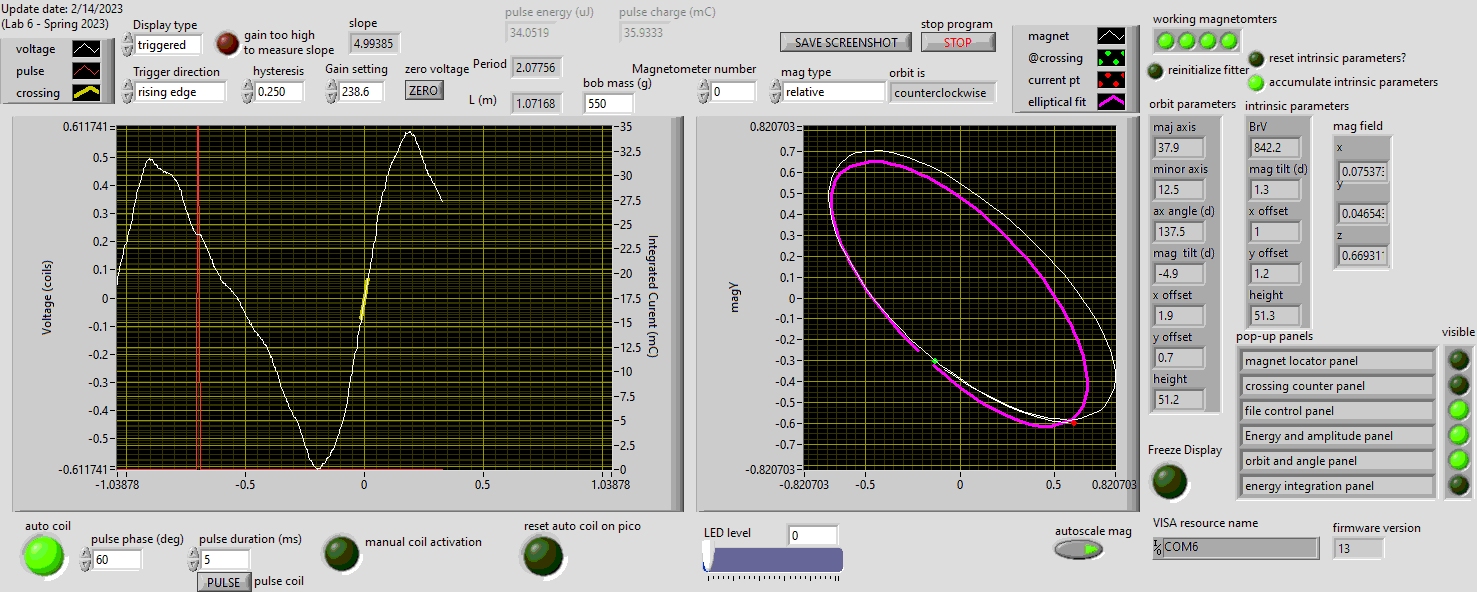 Update date: 2/14/2023
(Lab 6 - Spring 2023)
voltage
pulse
crossing
Display type
triggered
gain too high
to measure slope
slope
4.99385
pulse energy (uJ)
34.0519
pulse charge (mC)
35.9333
Trigger direction
rising edge
hysteresis
0.250
Gain setting
238.6
zero voltage
ZERO
Period
2.07756
L (m)
1.07168
bob mass (g)
550
SAVE SCREENSHOT
stop program
STOP
Magnetometer number
0
mag type
relative
orbit is
counterclockwise
magnet
@crossing
current pt
elliptical fit
working magnetomters
reinitialize fitter
reset intrinsic parameters?
accumulate intrinsic parameters
orbit parameters
maj axis
37.9
minor axis
12.5
ax angle (d)
137.5
mag tilt (d)
-4.9
x offset
1.9
y offset
0.7
height
51.2
intrinsic parameters
BrV
842.2
mag tilt (d)
1.3
x offset
1
y offset
1.2
height
51.3
mag field
x
0.07537
y
0.04654
z
0.66931
Voltage (coils)
0.611741
0.5
0.4
0.3
0.2
0.1
0
-0.1
-0.2
-0.3
-0.4
-0.5
-0.611741
-1.03878
-0.5
0
0.5
1.03878
35
32.5
30
27.5
25
22.5
20
17.5
15
12.5
10
7.5
5
2.5
0
Integrated Curent (mC)
magy
0.820703
0.7
0.6
0.5
0.4
0.3
0.2
0.1
0
-0.1
-0.2
-0.3
-0.4
-0.5
-0.6
-0.7
-0.820703
-0.820703
-0.5
0
0.5
0.820703
pop-up panels
visible
magnet locator panel
crossing counter panel
file control panel
Energy and amplitude panel
orbit and angle panel
energy integration panel
Freeze Display
auto coil
pulse phase (deg)
60
pulse duration (ms)
5
PULSE
pulse coil
manual coil activation
reset auto coil on pico
LED level
0
autoscale mag
VISA resource name
COM6
firmware version
13